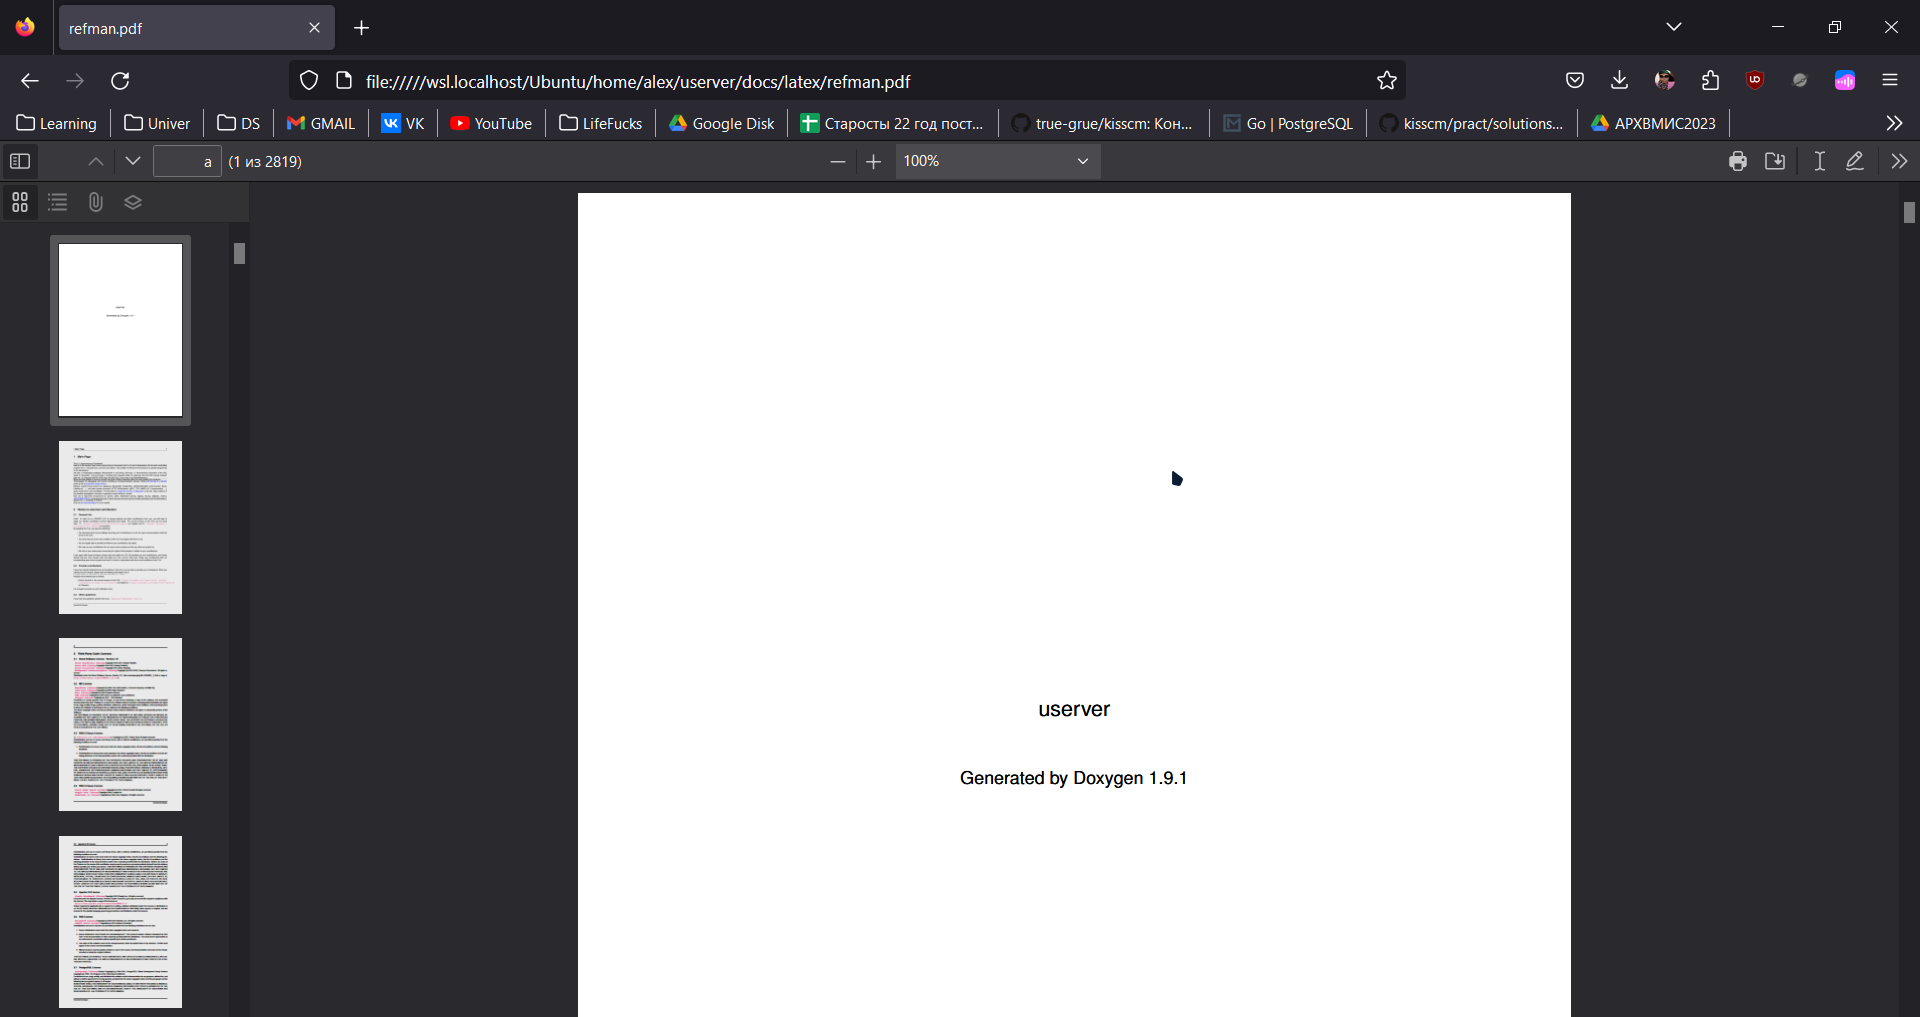 refman.pdf
file://///wsl.localhost/Ubuntu/home/alex/userver/docs/latex/refman.pdf
Learning Univer DS GMAIL VK YouTube LifeFucks Google Disk Старосты 22 год пост... true-grue/kisscm: Кон... Go | PostgreSQL kisscm/pract/solutions... АРХВМИС2023
a (1 из 2819) 100%
userver
Generated by Doxygen 1.9.1